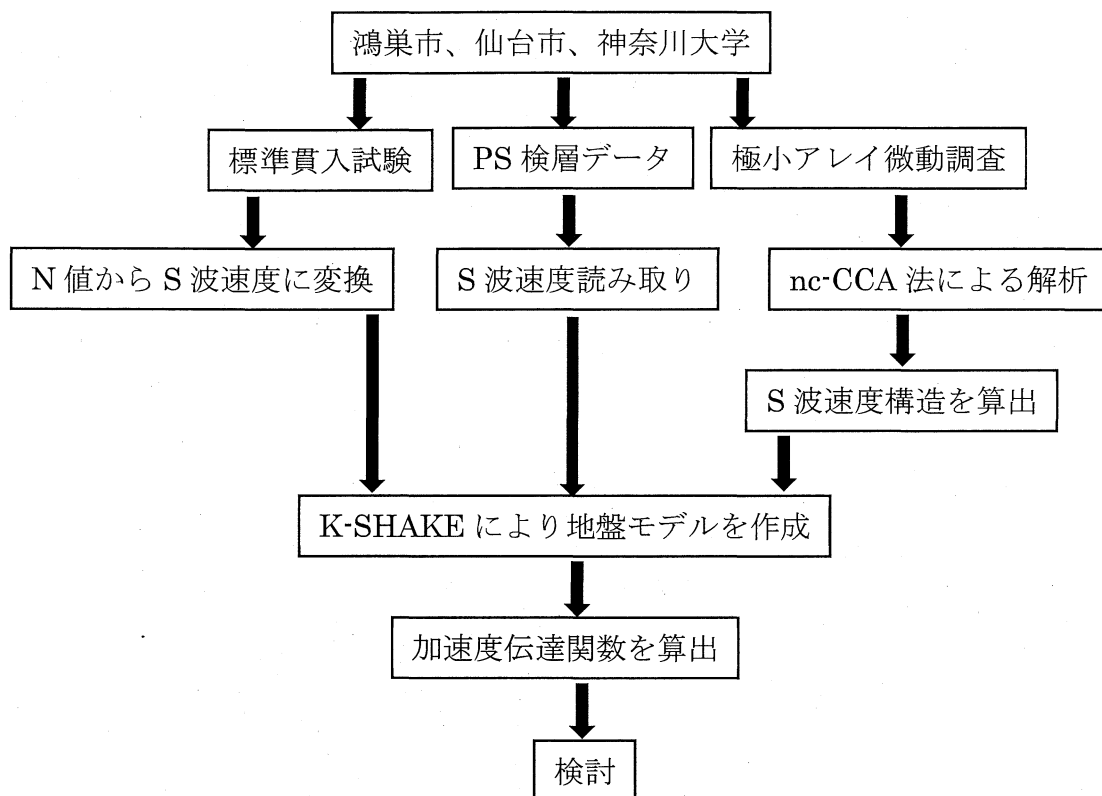 鴻巣市、仙台市、神奈川大学
標準貫入試験
PS 検層データ
極小アレイ微動調査
N 値から S 波速度に変換
S 波速度読み取り
nc-CCA 法による解析
S 波速度構造を算出
K-SHAKE により地盤モデルを作成
加速度伝達関数を算出
検討